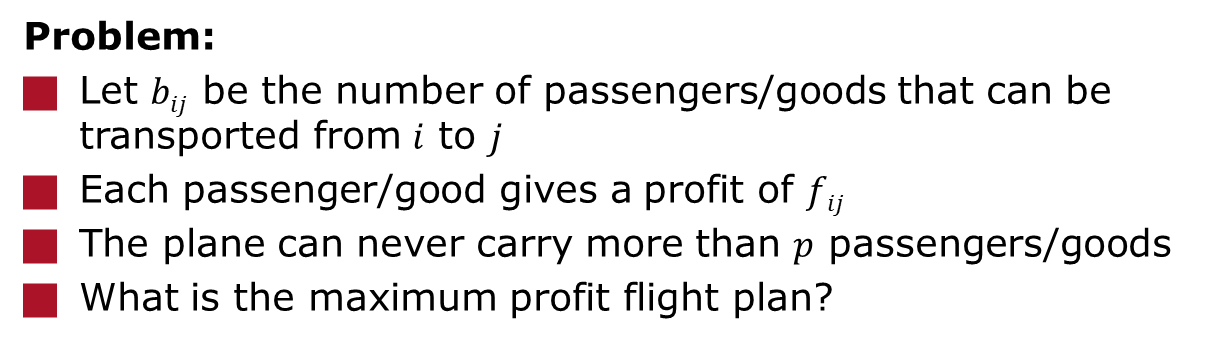 Problem:
Let b_ij be the number of passengers/goods that can be
transported from i to j
Each passenger/good gives a profit of f_ij
The plane can never carry more than p passengers/goods
What is the maximum profit flight plan?